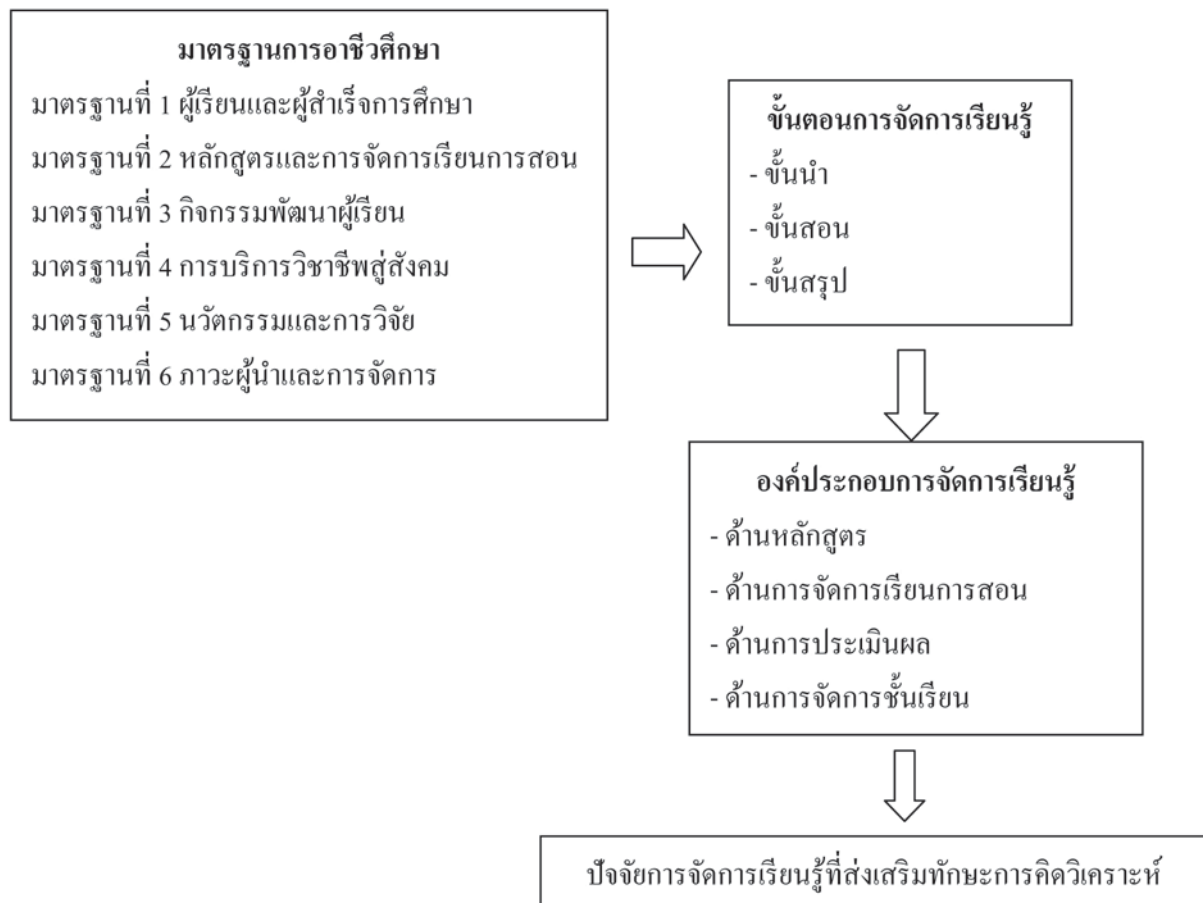 มาตรฐานการอาชีวศึกษา
มาตรฐานที่ 1 ผู้เรียนและผู้สำเร็จการศึกษา
มาตรฐานที่ 2 หลักสูตรและการจัดการเรียนการสอน
มาตรฐานที่ 3 กิจกรรมพัฒนาผู้เรียน
มาตรฐานที่ 4 การบริการวิชาชีพสู่สังคม
มาตรฐานที่ 5 นวัตกรรมและการวิจัย
มาตรฐานที่ 6 ภาวะผู้นำและการจัดการ
ขั้นตอนการจัดการเรียนรู้
- ขั้นนำ
- ขั้นสอน
- ขั้นสรุป
องค์ประกอบการจัดการเรียนรู้
- ด้านหลักสูตร
- ด้านการจัดการเรียนการสอน
- ด้านการประเมินผล
- ด้านการจัดการชั้นเรียน
ปัจจัยการจัดการเรียนรู้ที่ส่งเสริมทักษะการคิดวิเคราะห์